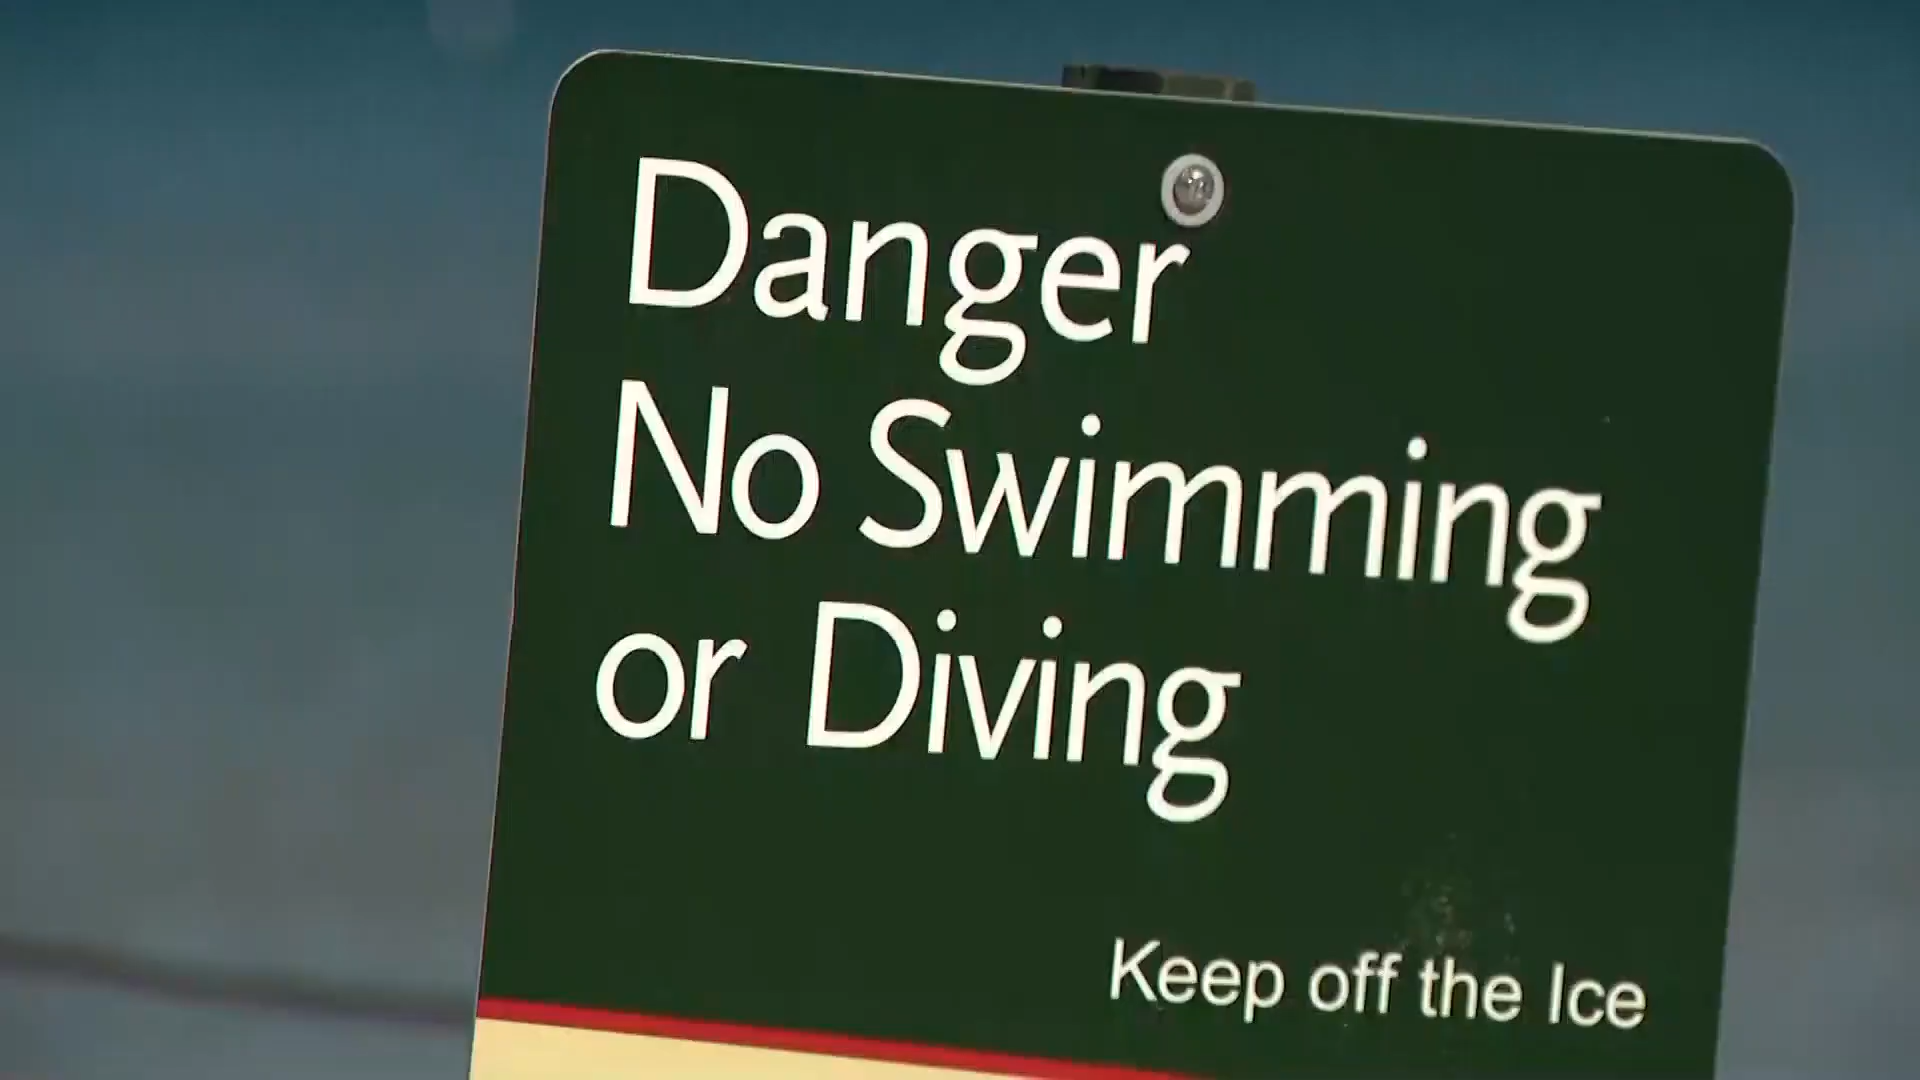 Danger
No Swimming
or Diving
Keep off the Ice